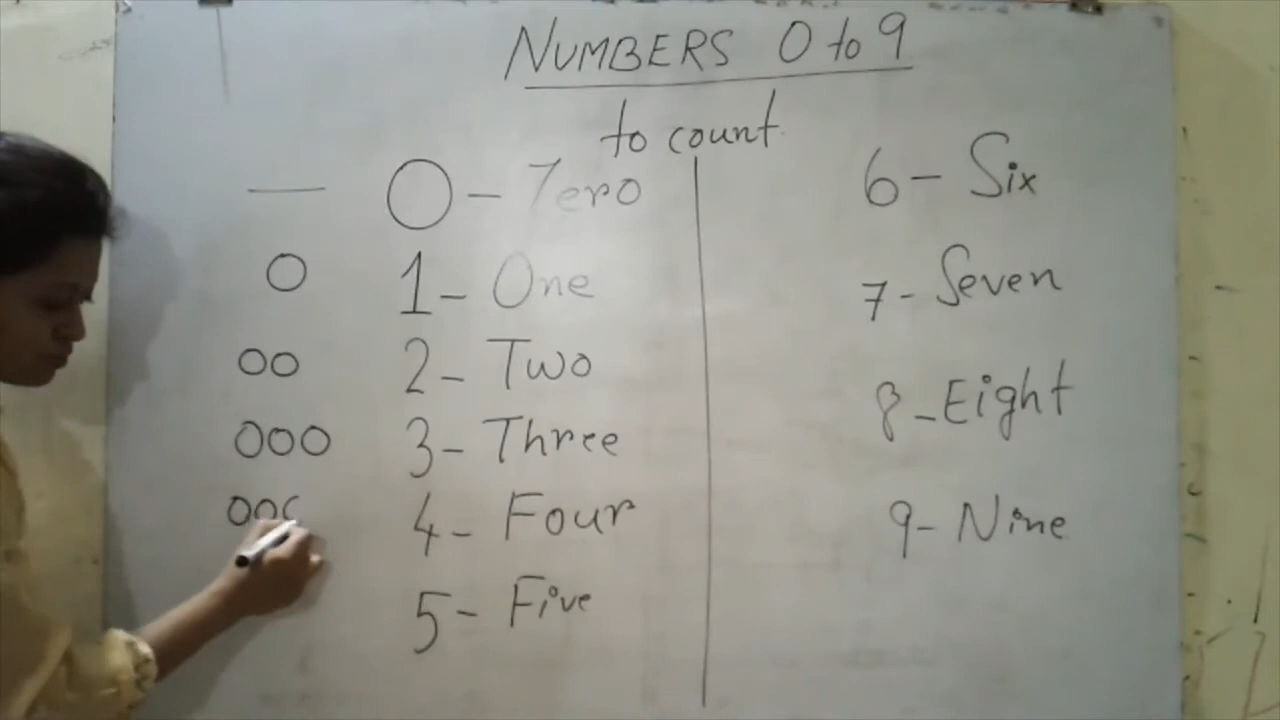 NUMBERS 0 to 9
to count
0 - Zero
1 - One
2 - Two
3 - Three
4 - Four
5 - Five
6 - Six
7 - Seven
8 - Eight
9 - Nine